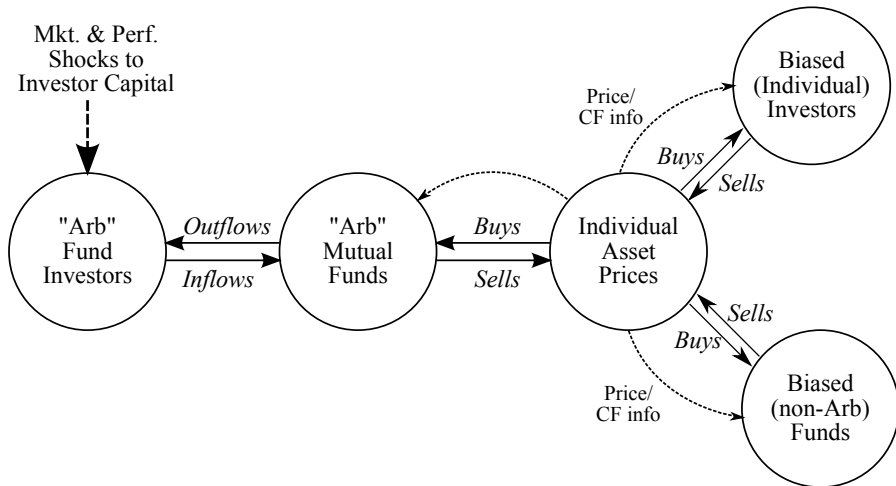 Mkt. & Perf.
Shocks to
Investor Capital
"Arb"
Fund
Investors
Outflows
Inflows
"Arb"
Mutual
Funds
Buys
Sells
Individual
Asset
Prices
Price/
CF info
Buys
Sells
Biased
(Individual)
Investors
Sells
Buys
Price/
CF info
Biased
(non-Arb)
Funds